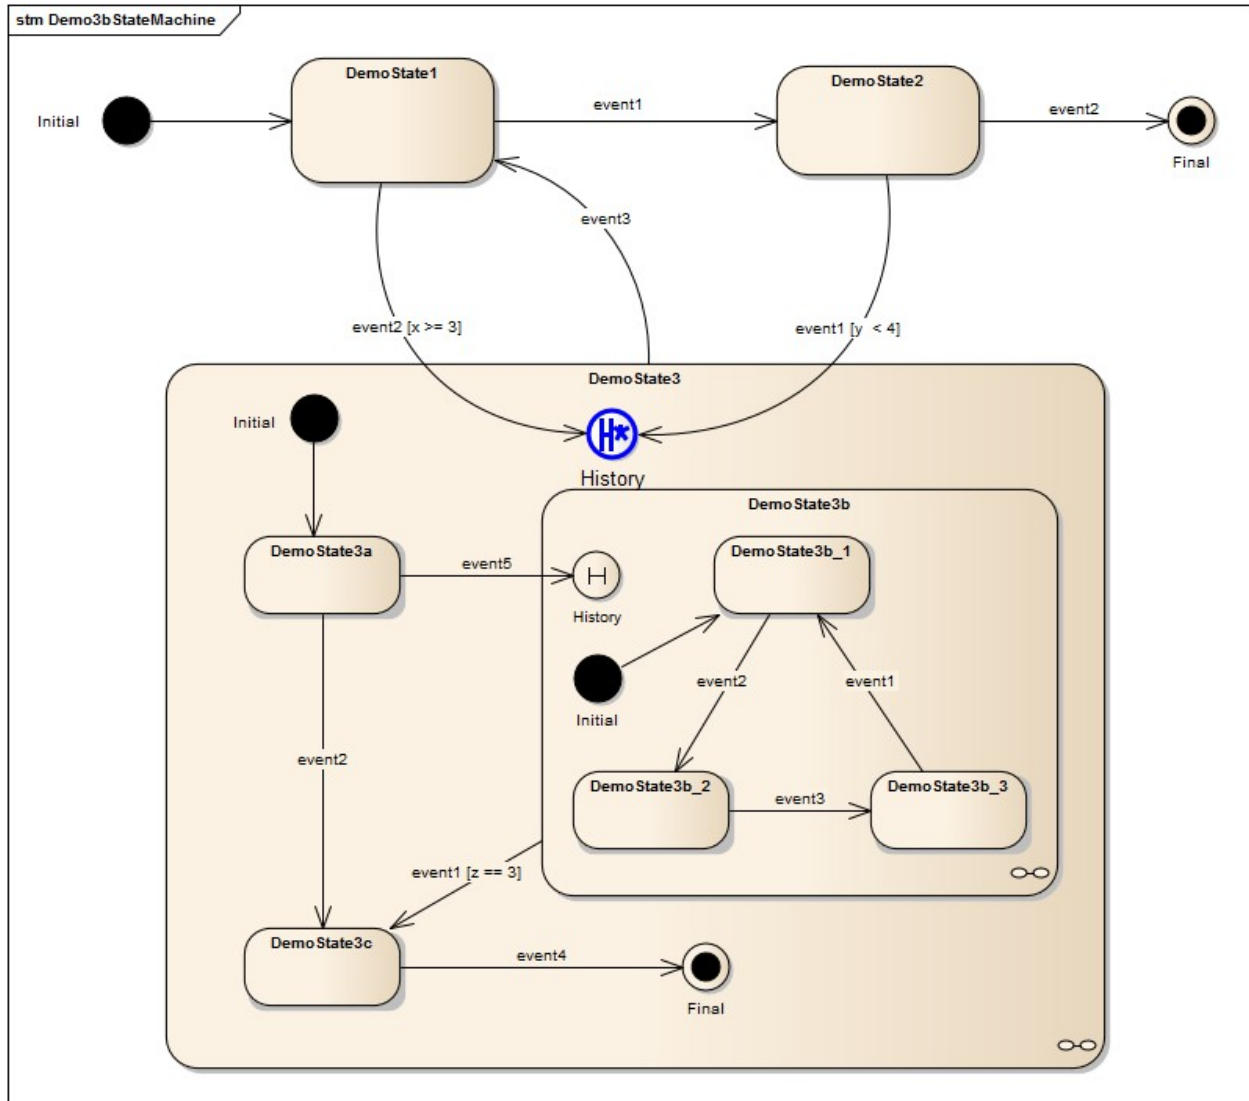 stm Demo3bStateMachine
DemoState1
DemoState2
Initial
event1
event2
Final
event3
event2 [x >= 3]
event1 [y < 4]
DemoState3
Initial
H*
History
DemoState3b
DemoState3a
DemoState3b_1
event5
H
History
event2
event1
Initial
event2
DemoState3b_2
event3
DemoState3b_3
event1 [z == 3]
DemoState3c
event4
Final